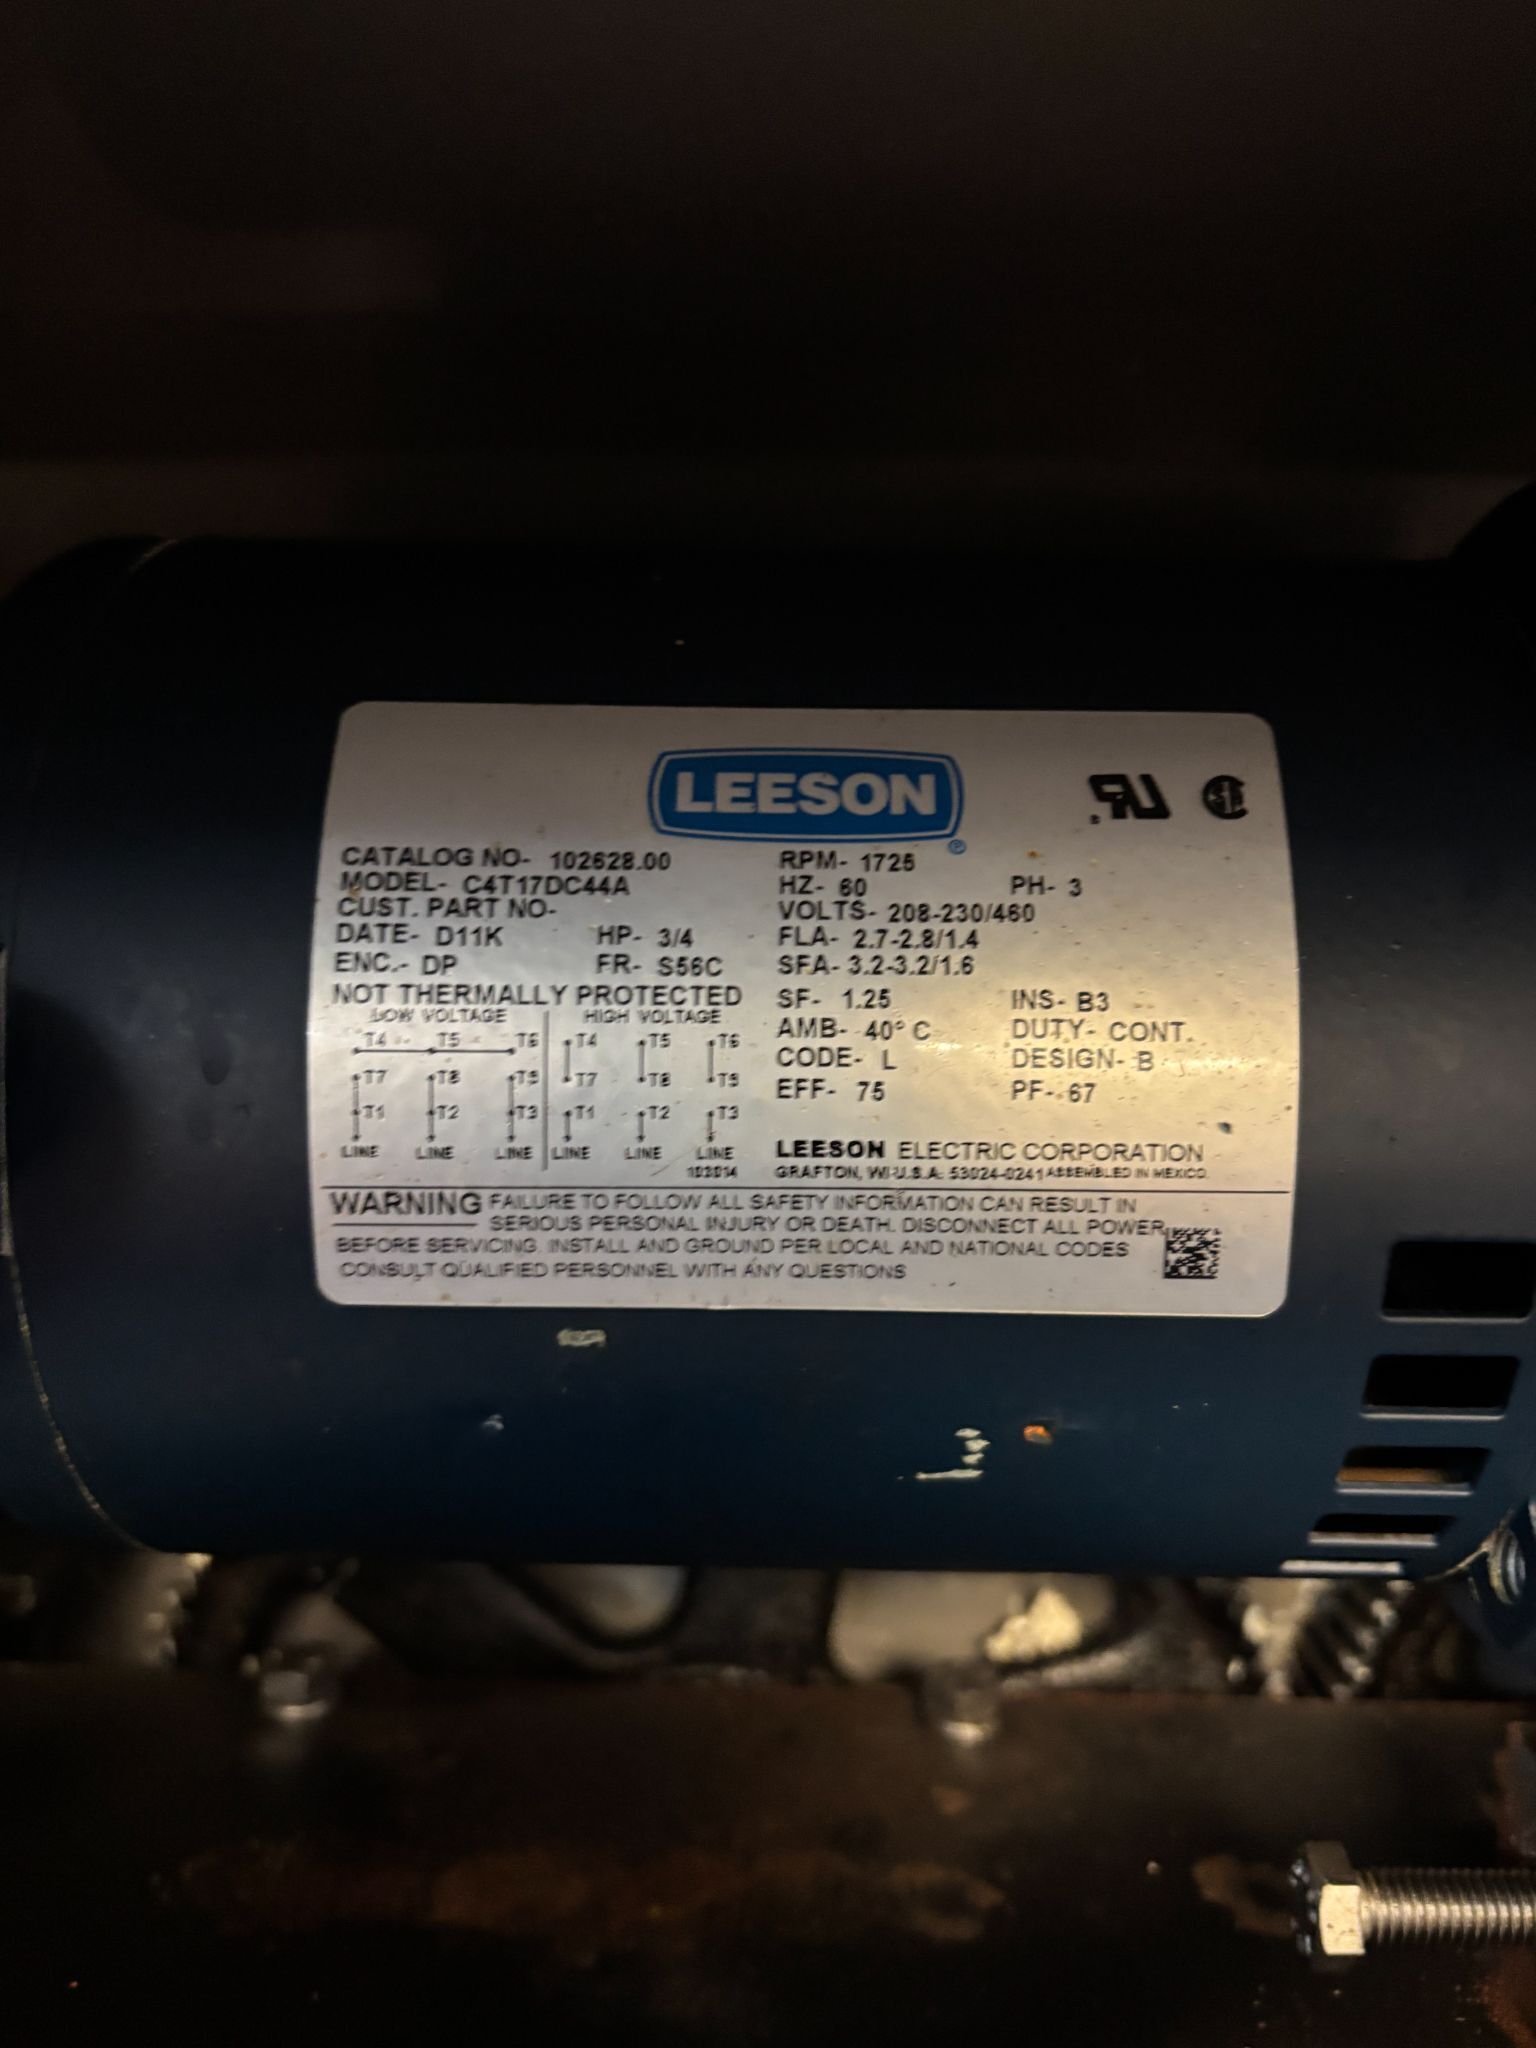 LEESON
CATALOG NO- 102628.00
MODEL- C4T17DC44A
CUST. PART NO-
DATE- D11K HP- 3/4
ENC.- DP FR- S56C
NOT THERMALLY PROTECTED
RPM- 1725
HZ- 60 PH- 3
VOLTS- 208-230/460
FLA- 2.7-2.8/1.4
SFA- 3.2-3.2/1.6
SF- 1.25 INS- B3
AMB- 40° C DUTY- CONT.
CODE- L DESIGN- B
EFF- 75 PF- 67
LOW VOLTAGE HIGH VOLTAGE
T4 T5 T6 T4 T5 T6
T7 T8 T9 T7 T8 T9
T1 T2 T3 T1 T2 T3
LINE LINE LINE LINE LINE LINE
103014
LEESON ELECTRIC CORPORATION
GRAFTON, WI U.S.A. 53024-0241 ASSEMBLED IN MEXICO.
WARNING FAILURE TO FOLLOW ALL SAFETY INFORMATION CAN RESULT IN
SERIOUS PERSONAL INJURY OR DEATH. DISCONNECT ALL POWER
BEFORE SERVICING. INSTALL AND GROUND PER LOCAL AND NATIONAL CODES
CONSULT QUALIFIED PERSONNEL WITH ANY QUESTIONS